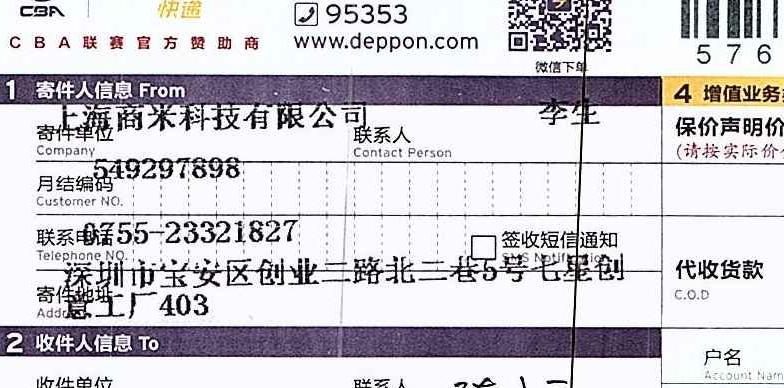 CBA 快递
95353
CBA联赛官方赞助商
www.deppon.com
微信下单
576
1 寄件人信息 From
4 增值业务
上海商米科技有限公司
李生
寄件单位
Company
联系人
Contact Person
保价声明价
(请按实际价
549297898
月结编码
Customer NO.
0755-23321827
联系电话
Telephone NO.
签收短信通知
SMS Notification
深圳市宝安区创业二路北二巷5号七星创
意工厂403
寄件地址
Addr
代收货款
C.O.D
2 收件人信息 To
户名
Account Nam
收件单位
联系人